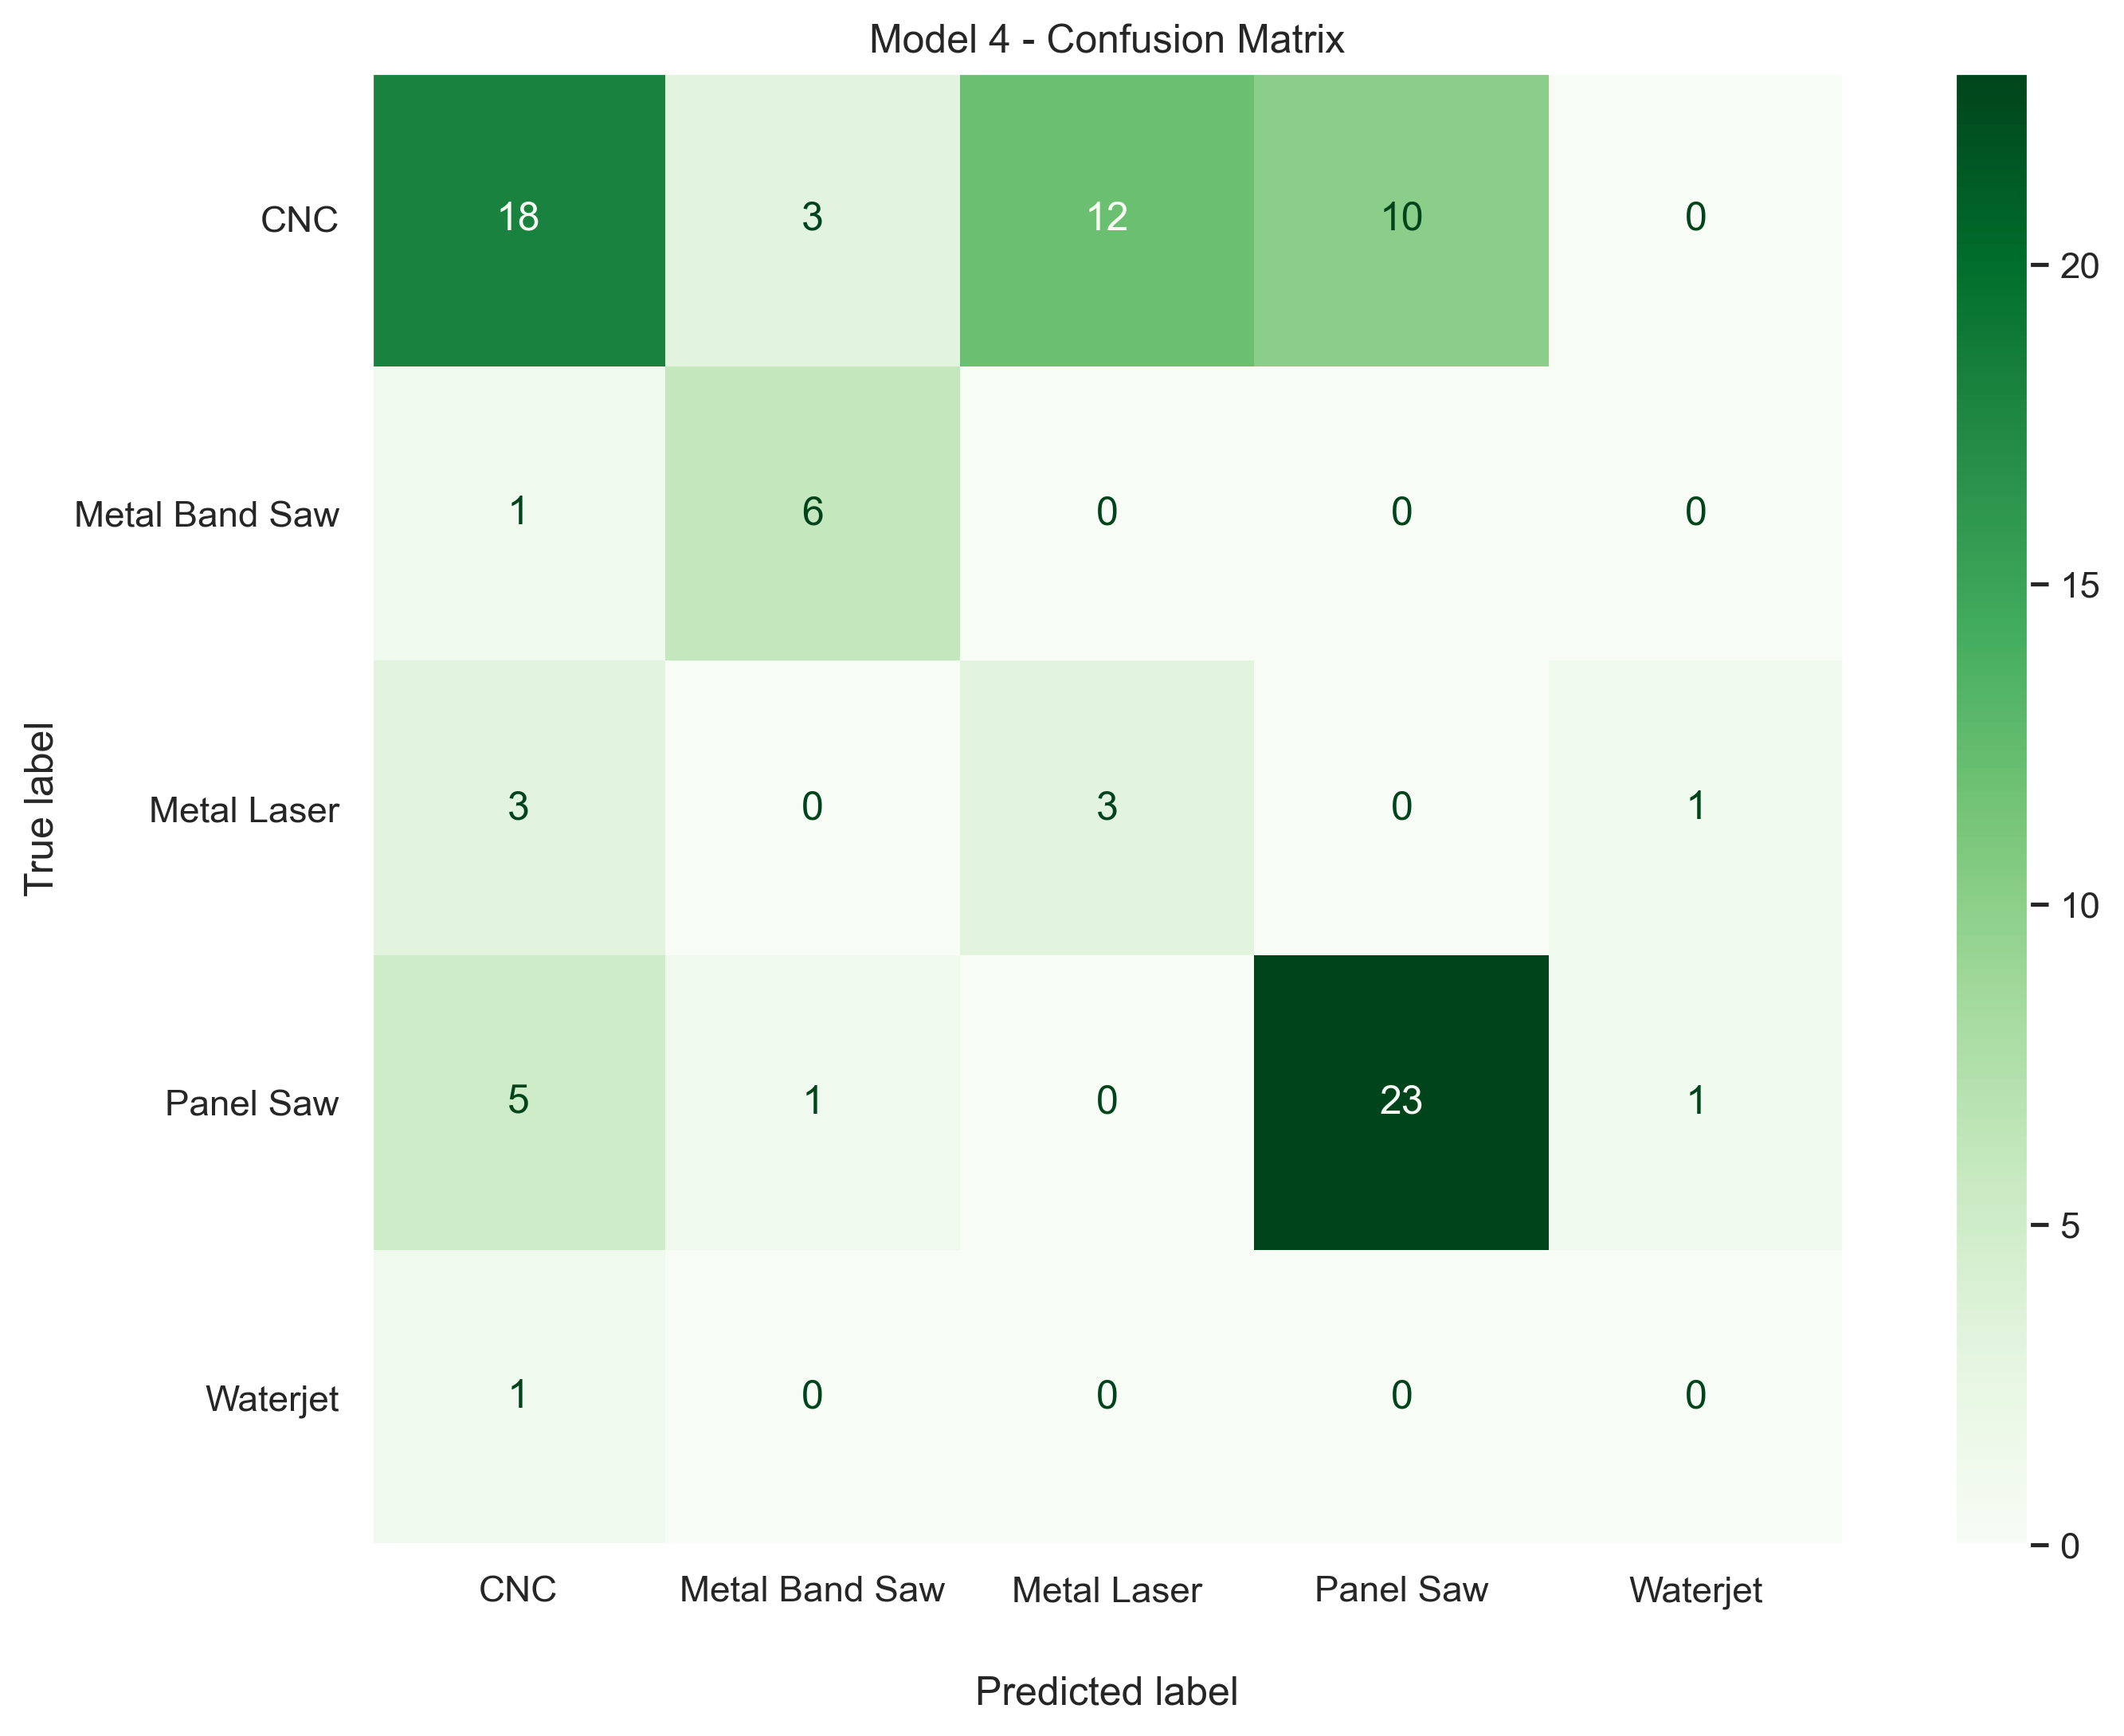 Model 4 - Confusion Matrix
CNC 18 3 12 10 0
Metal Band Saw 1 6 0 0 0
Metal Laser 3 0 3 0 1
Panel Saw 5 1 0 23 1
Waterjet 1 0 0 0 0
CNC Metal Band Saw Metal Laser Panel Saw Waterjet
Predicted label
True label
20
15
10
5
0